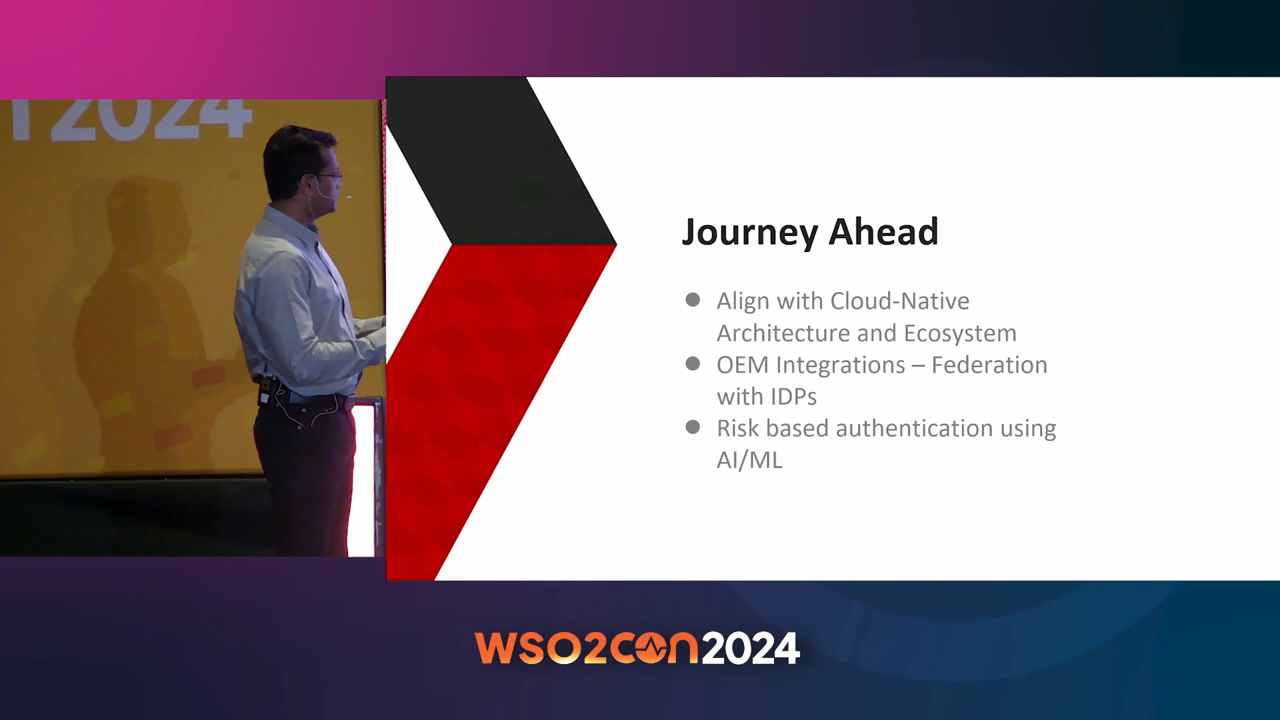 2024
Journey Ahead
● Align with Cloud-Native
Architecture and Ecosystem
● OEM Integrations – Federation
with IDPs
● Risk based authentication using
AI/ML
WSO2CON2024